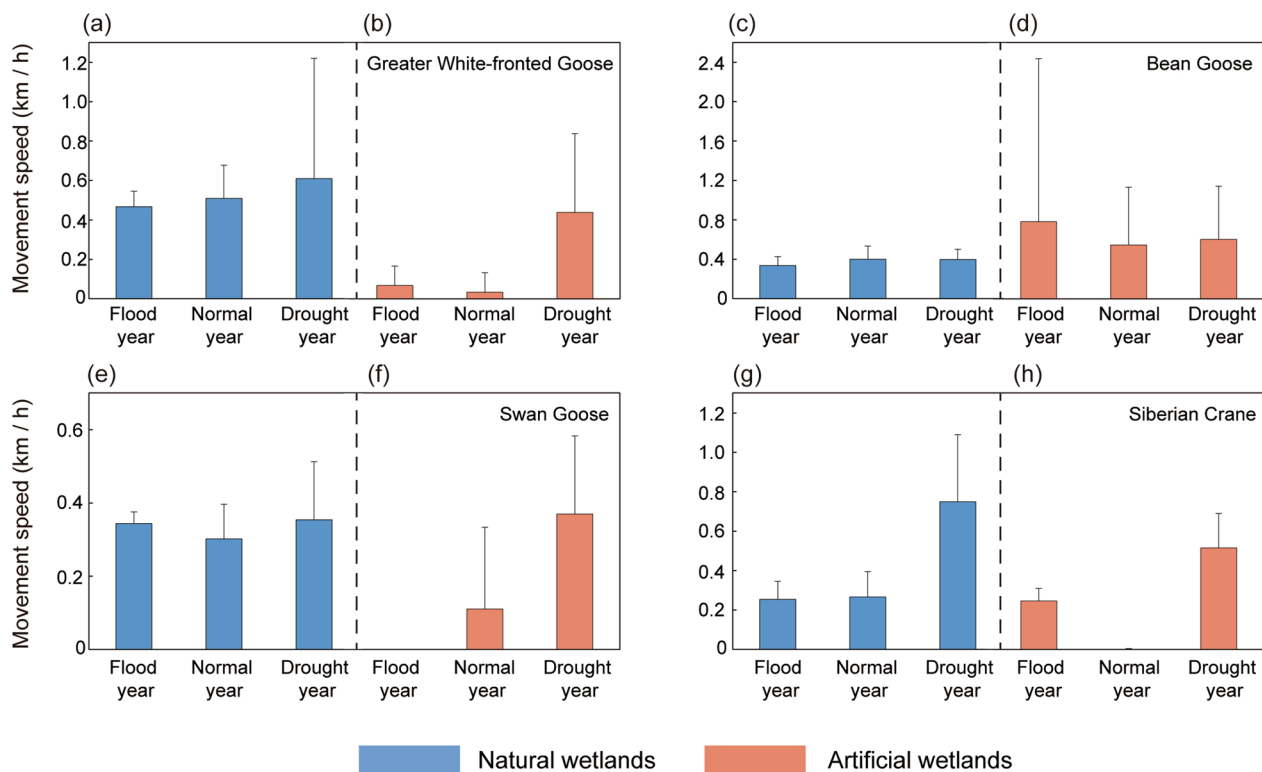 (a)
(b)
Movement speed (km / h)
1.2
1.0
0.8
0.6
0.4
0.2
0
Greater White-fronted Goose
Flood year
Normal year
Drought year
Flood year
Normal year
Drought year
(c)
(d)
2.4
2.0
1.6
1.2
0.8
0.4
0
Bean Goose
Flood year
Normal year
Drought year
Flood year
Normal year
Drought year
(e)
(f)
Movement speed (km / h)
0.6
0.4
0.2
0
Swan Goose
Flood year
Normal year
Drought year
Flood year
Normal year
Drought year
(g)
(h)
1.2
1.0
0.8
0.6
0.4
0.2
0
Siberian Crane
Flood year
Normal year
Drought year
Flood year
Normal year
Drought year
Natural wetlands
Artificial wetlands